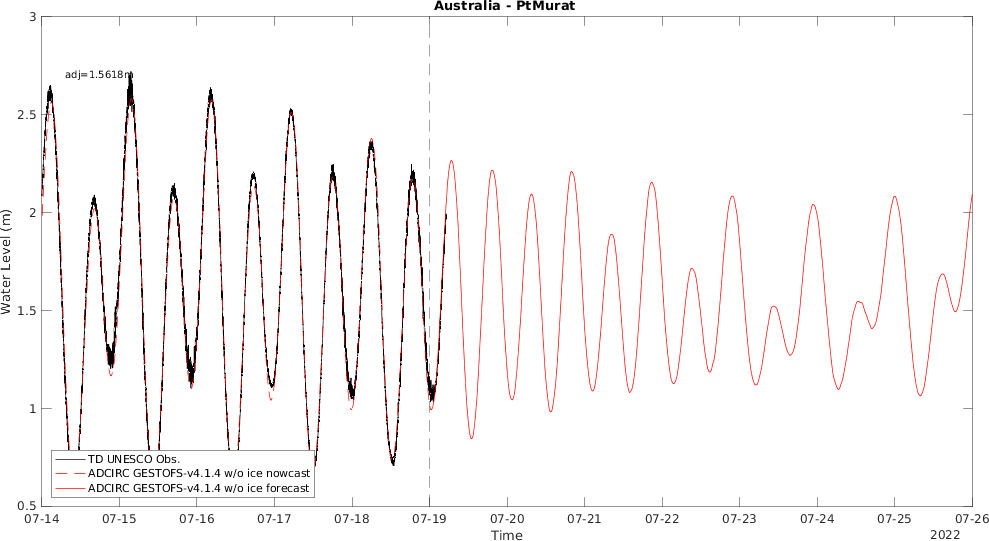 Australia - PtMurat
3
adj=1.5618m
2.5
2
Water Level (m)
1.5
1
TD UNESCO Obs.
ADCIRC GESTOFS-v4.1.4 w/o ice nowcast
ADCIRC GESTOFS-v4.1.4 w/o ice forecast
0.5
07-14 07-15 07-16 07-17 07-18 07-19 07-20 07-21 07-22 07-23 07-24 07-25 07-26
Time
2022